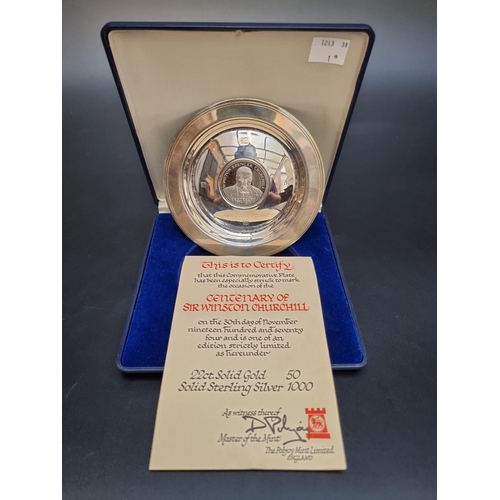 1043 38
1*
This is to Certify
that this Commemorative Plate
has been especially struck to mark
the occasion of the
CENTENARY OF
SIR WINSTON CHURCHILL
on the 30th day of November
nineteen hundred and seventy
four and is one of an
edition strictly limited
as hereunder
22ct. Solid Gold 50
Solid Sterling Silver 1000
As witness thereof
Master of the Mint
The Pobjoy Mint Limited
ENGLAND